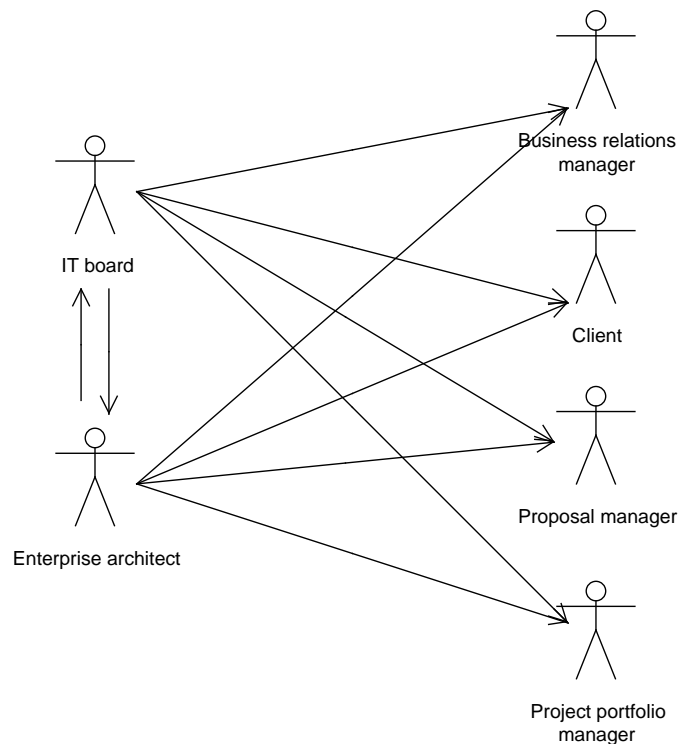 Business relations
manager
IT board
Client
Proposal manager
Enterprise architect
Project portfolio
manager